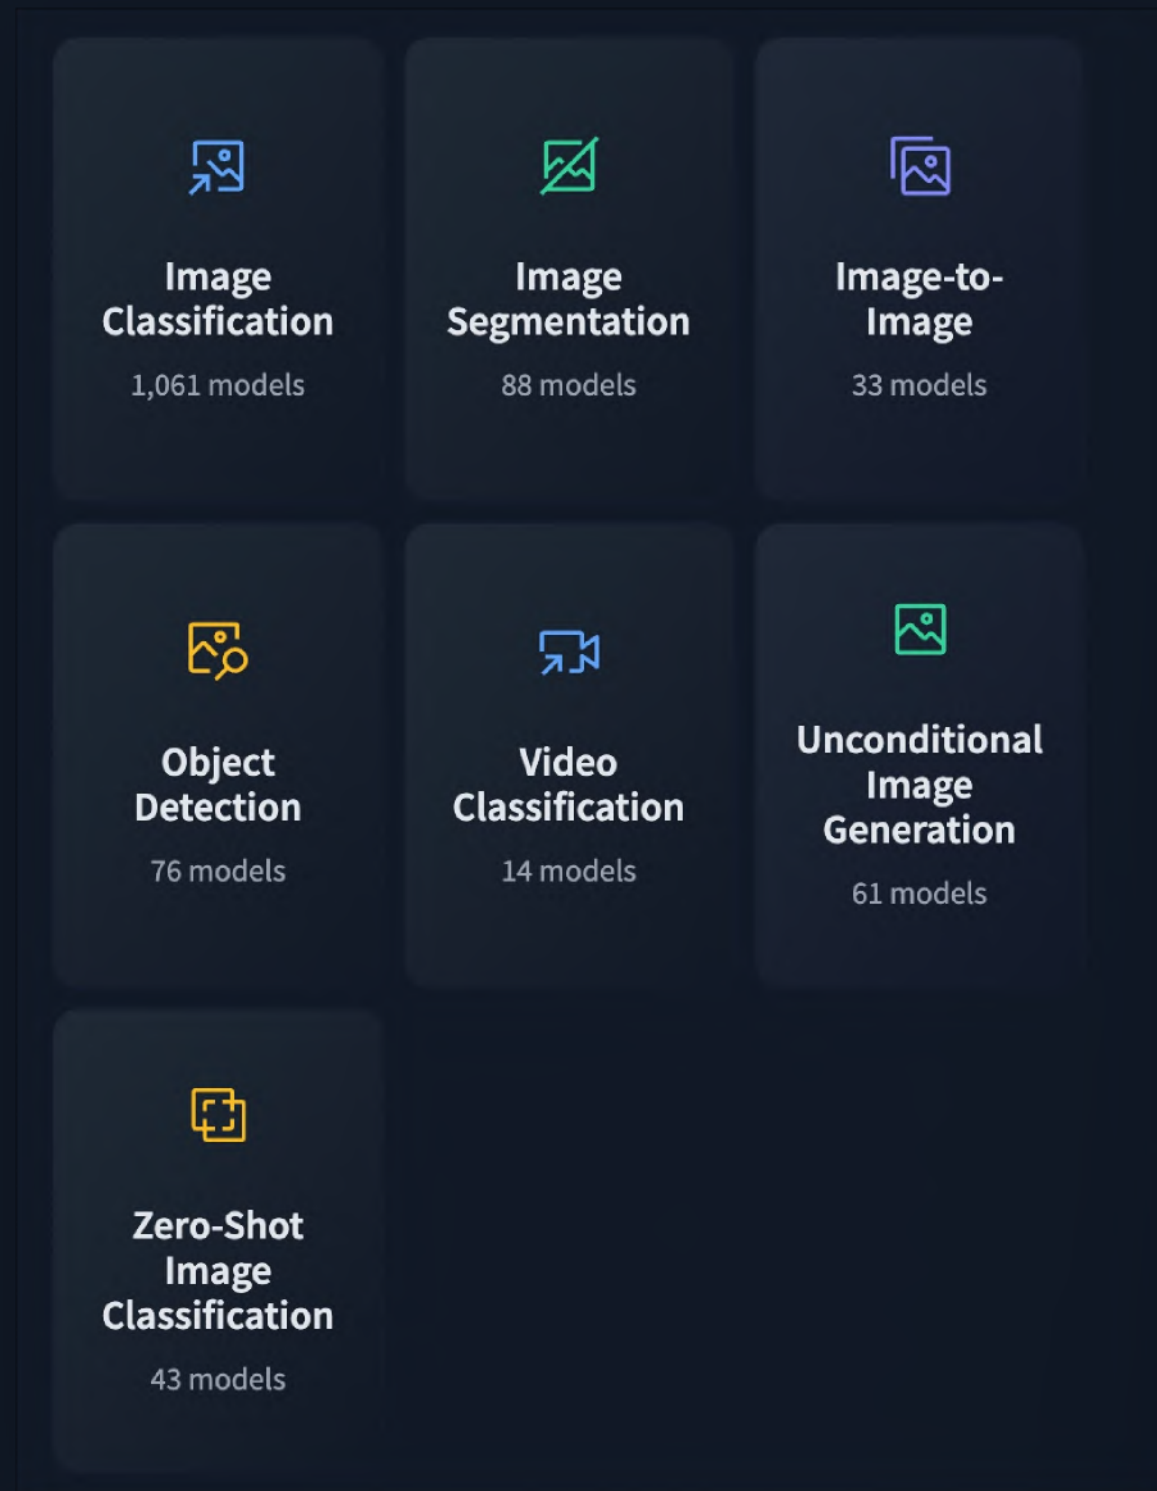 Image
Classification
1,061 models
Image
Segmentation
88 models
Image-to-
Image
33 models
Object
Detection
76 models
Video
Classification
14 models
Unconditional
Image
Generation
61 models
Zero-Shot
Image
Classification
43 models